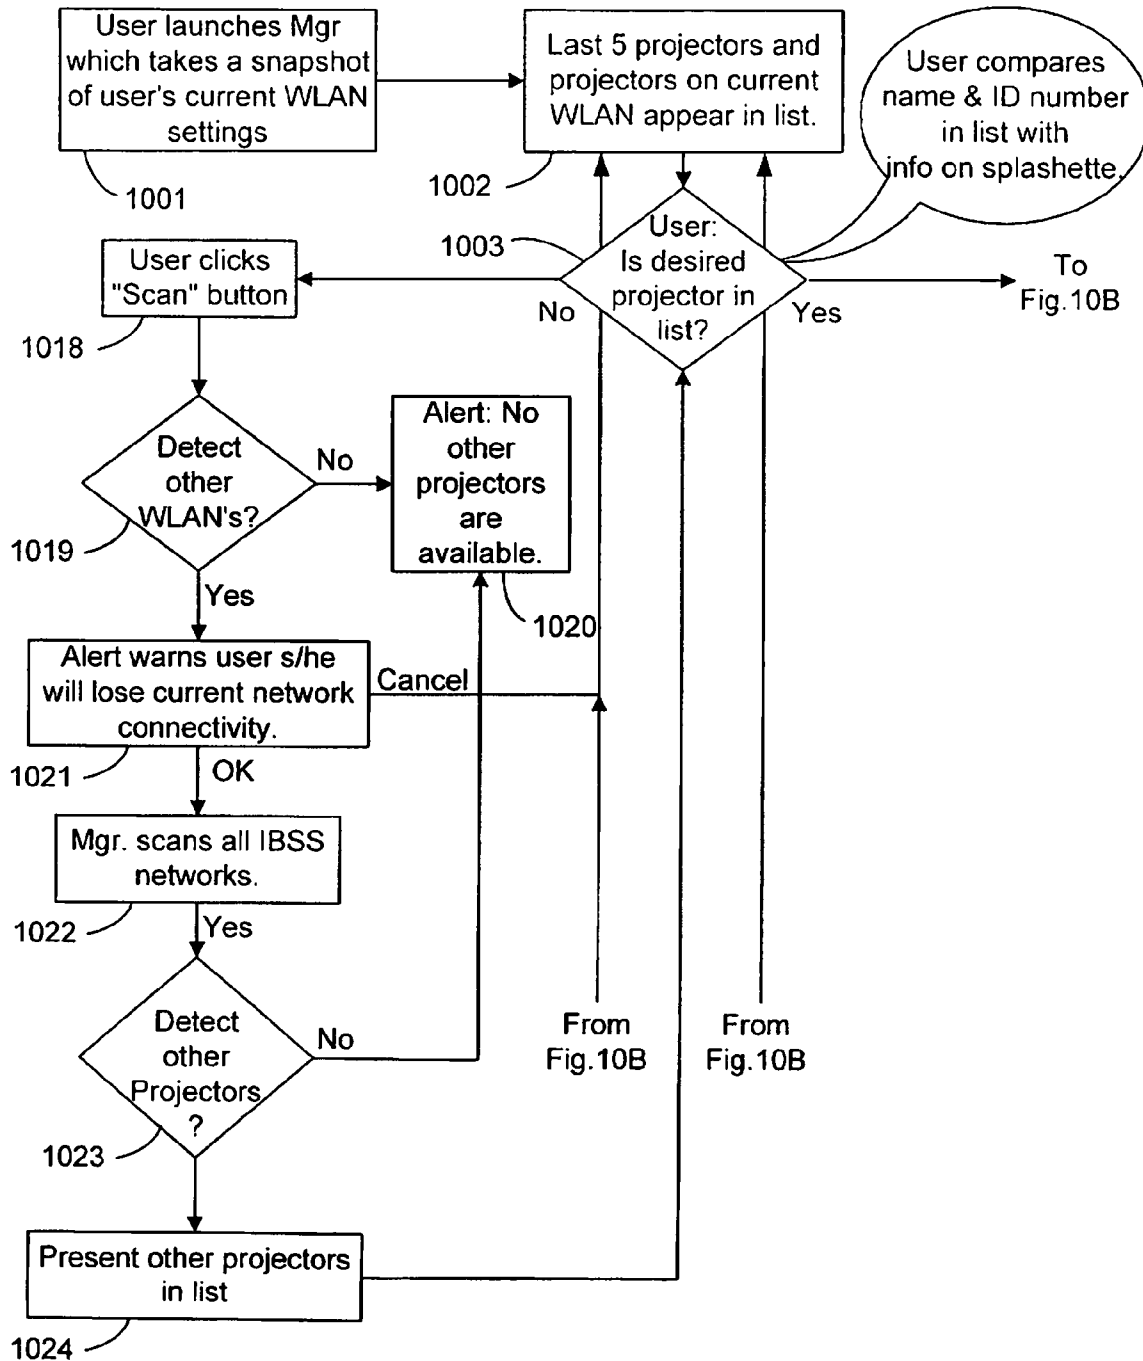 User launches Mgr
which takes a snapshot
of user's current WLAN
settings
1001
Last 5 projectors and
projectors on current
WLAN appear in list.
1002
User compares
name & ID number
in list with
info on splashette.
1003
User:
Is desired
projector in
list?
No
Yes
To
Fig.10B
User clicks
"Scan" button
1018
Detect
other
WLAN's?
1019
No
Alert: No
other
projectors
are
available.
1020
Yes
Alert warns user s/he
will lose current network
connectivity.
1021
Cancel
OK
Mgr. scans all IBSS
networks.
1022
Yes
Detect
other
Projectors
?
1023
No
From
Fig.10B
From
Fig.10B
Present other projectors
in list
1024